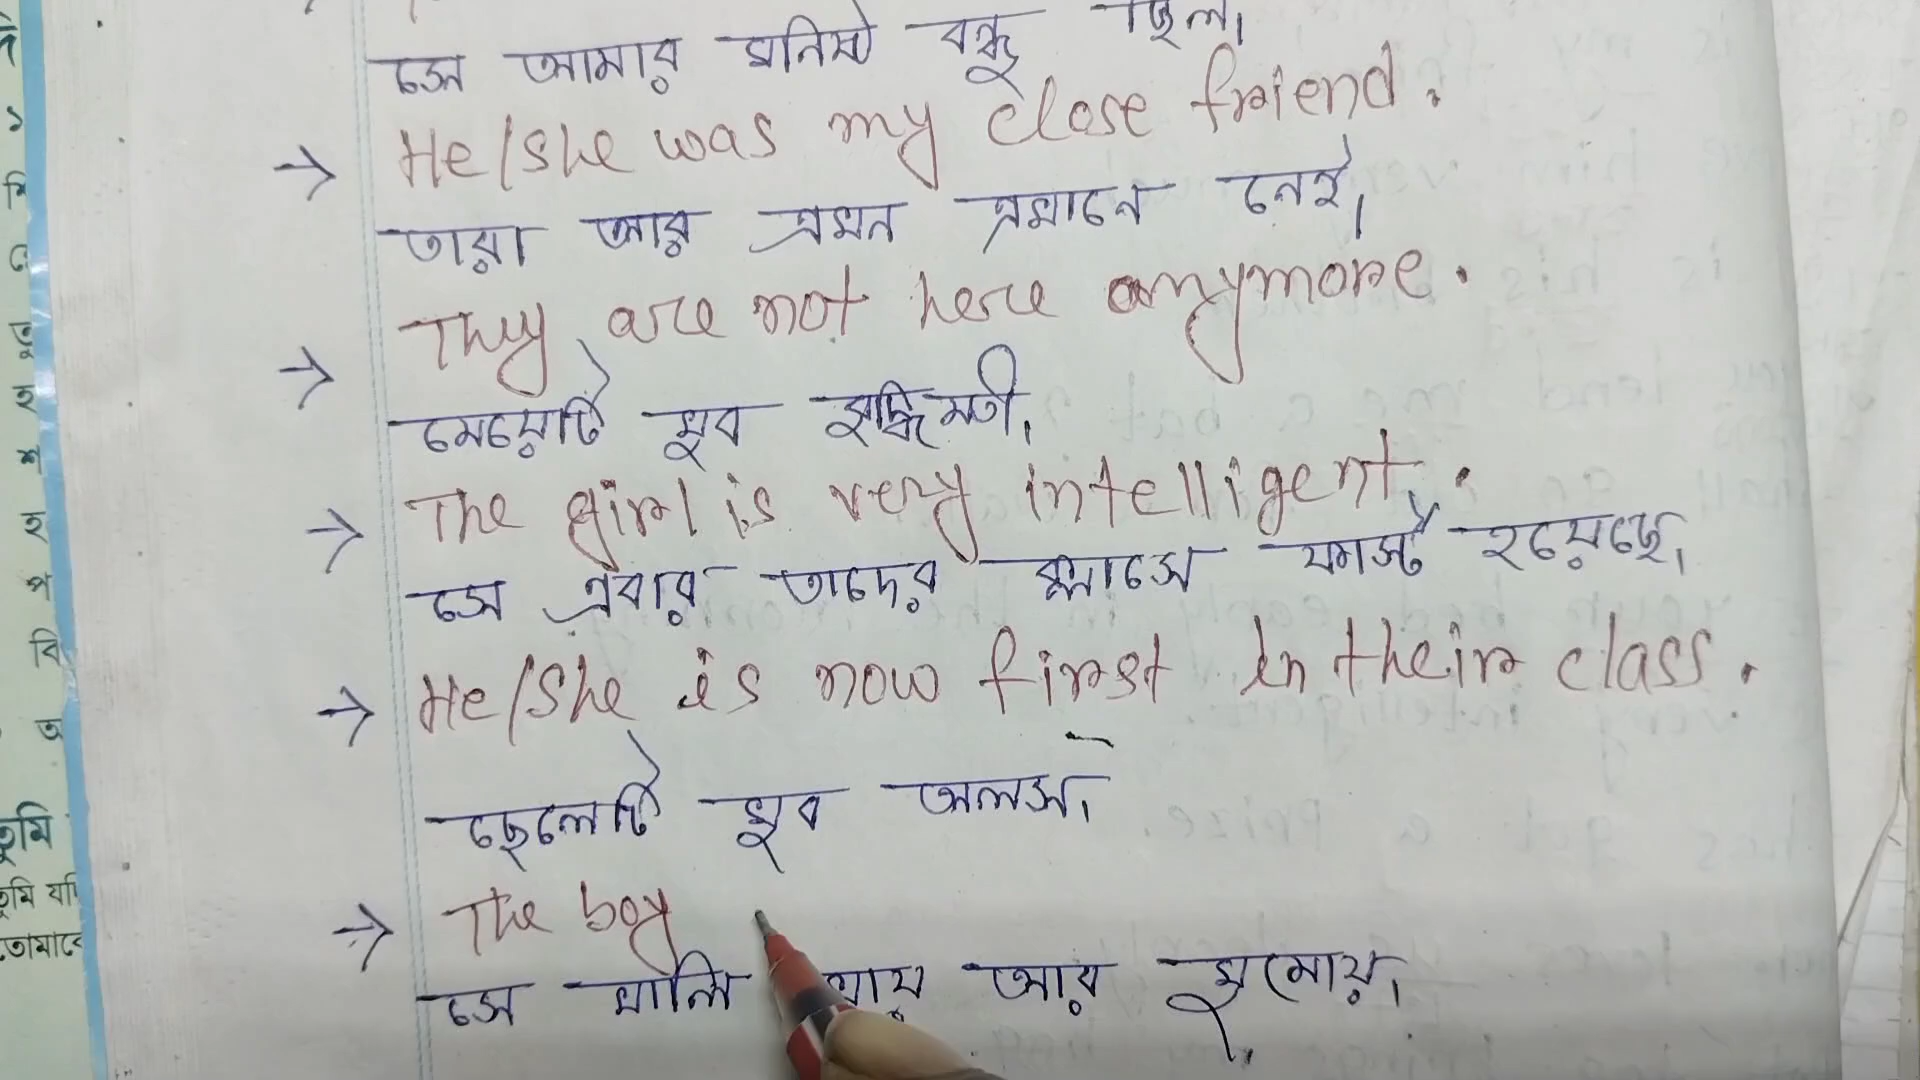 সে আমার ঘনিষ্ট বন্ধু ছিল।
→ He/She was my close friend.
তারা আর এখন এখানে নেই।
→ They are not here anymore.
মেয়েটি খুব বুদ্ধিমতী।
→ The girl is very intelligent.
সে এবার তাদের ক্লাসে ফার্স্ট হয়েছে।
→ He/She is now first in their class.
ছেলেটি খুব অলস।
→ The boy
সে খালি খায় আর ঘুমোয়।
তুমি
তুমি যদি
তোমাকে